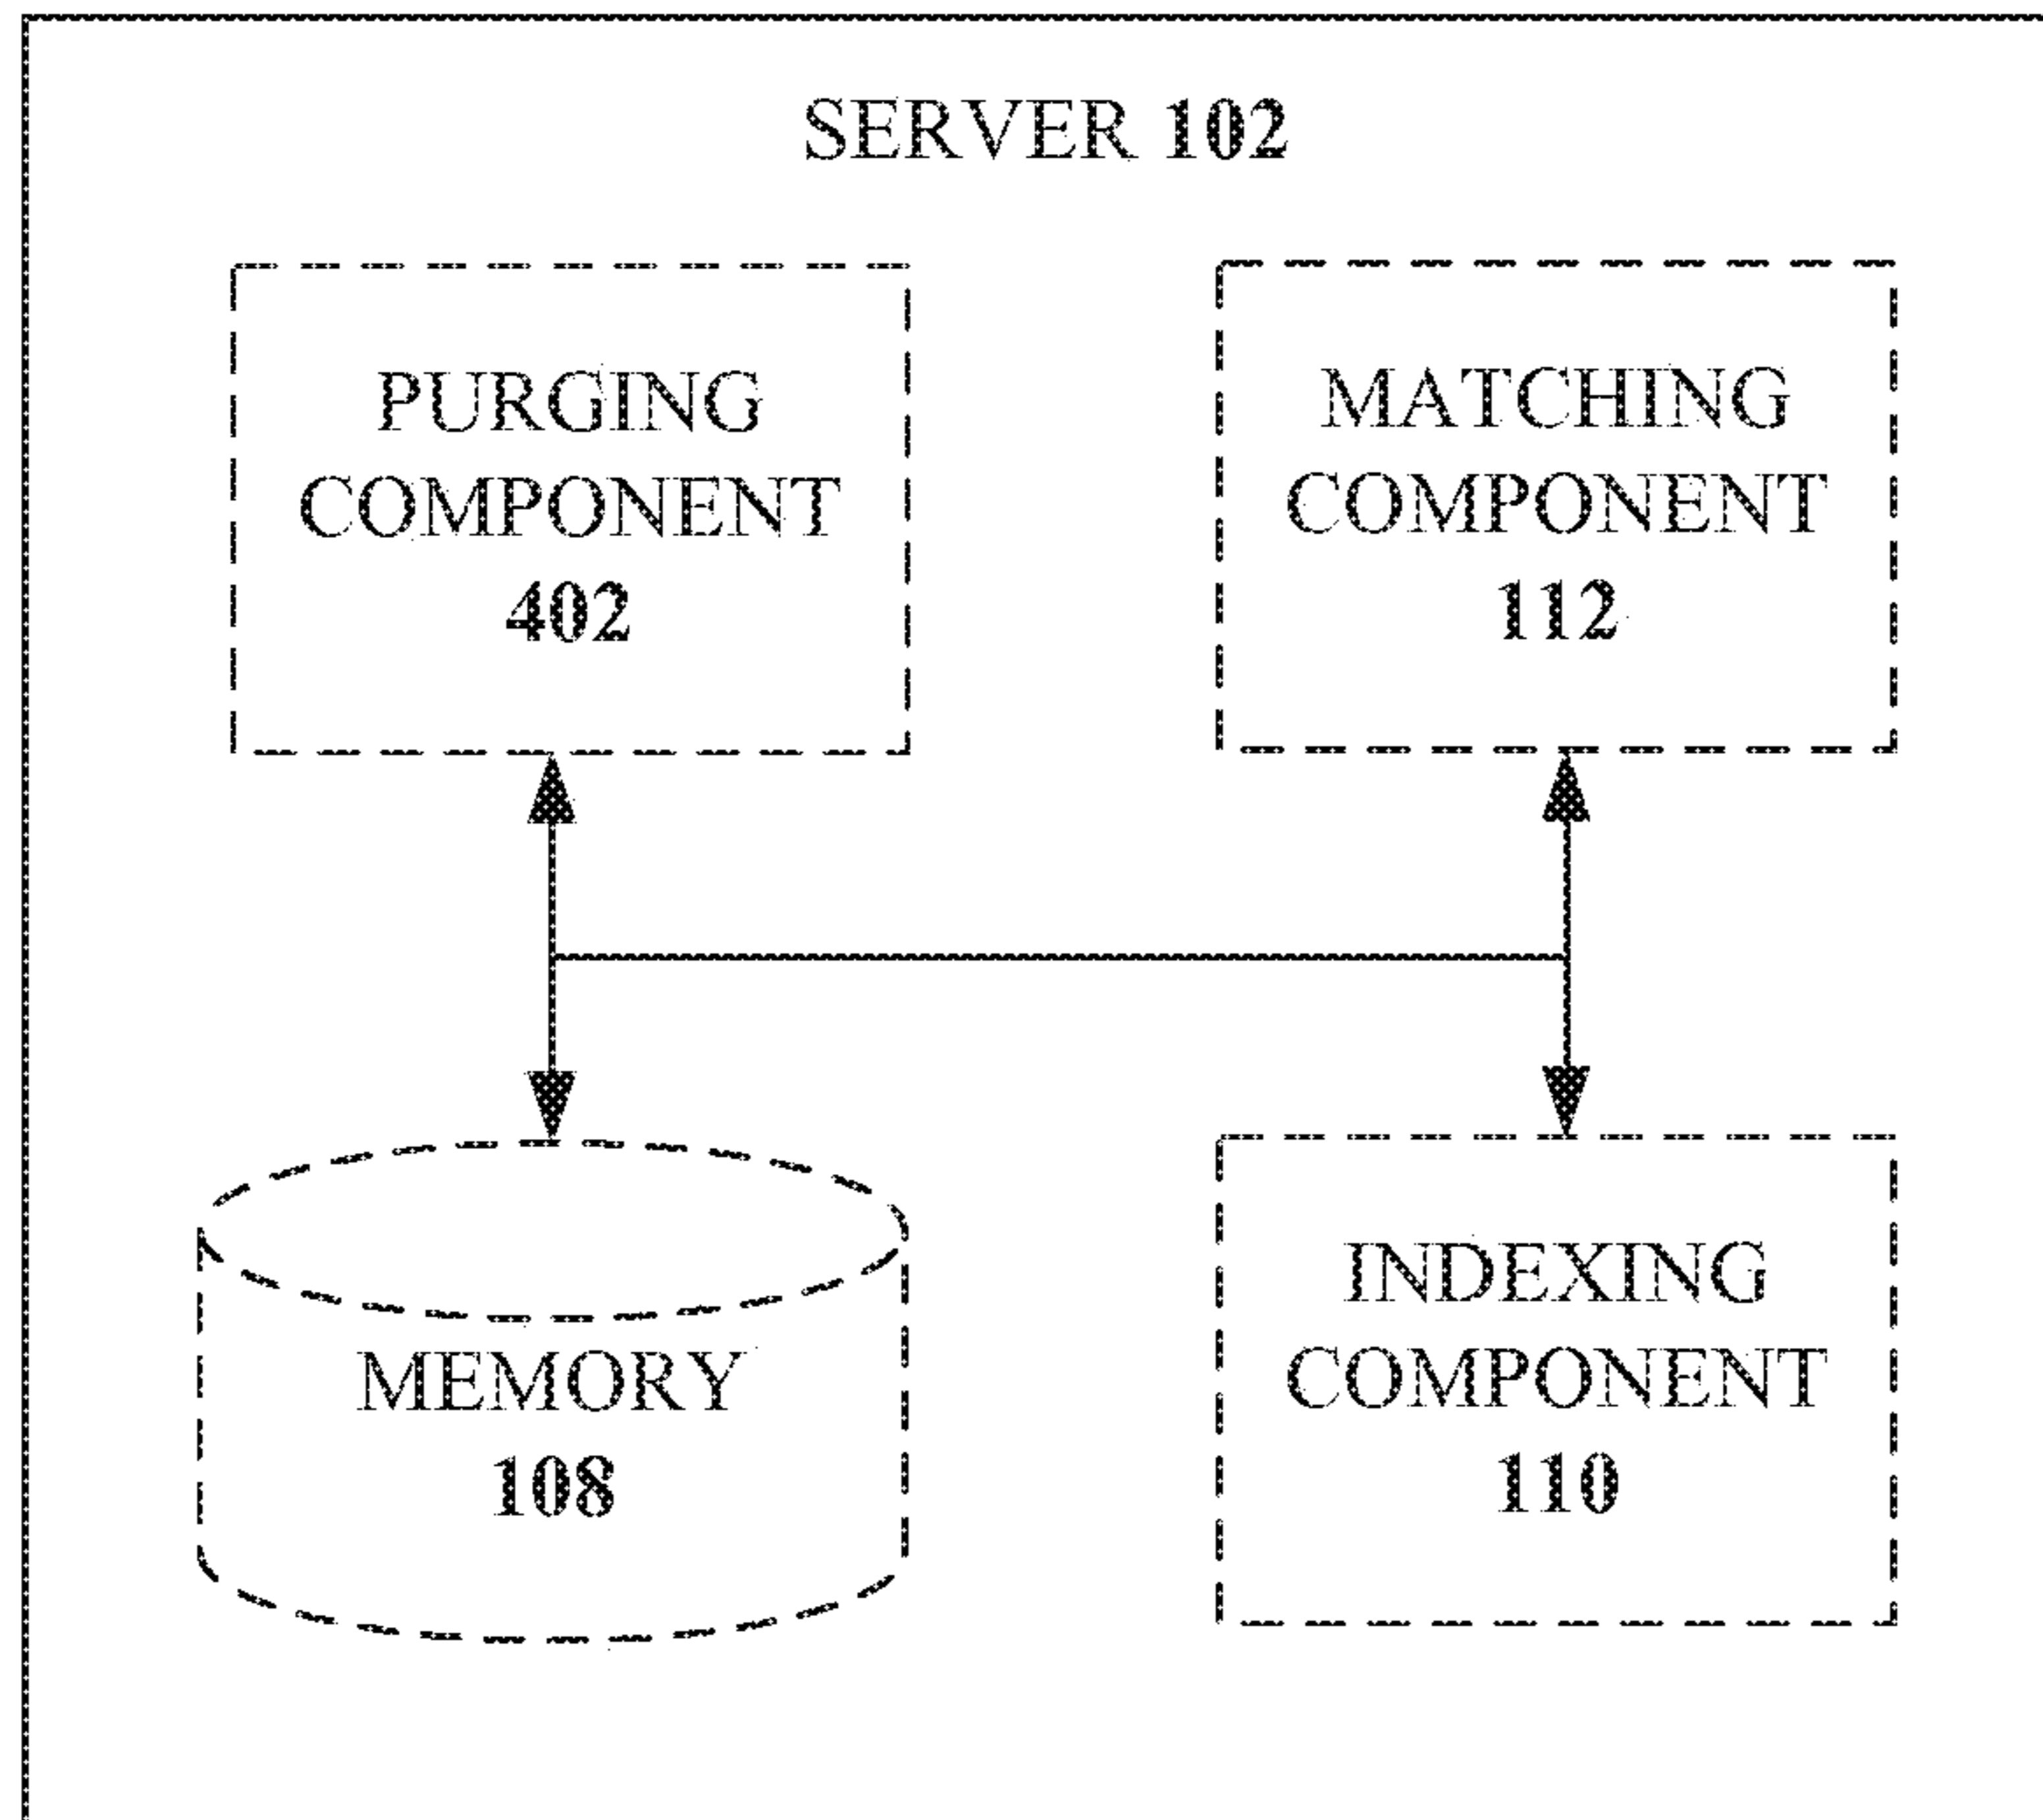 SERVER 102
PURGING
COMPONENT
402
MATCHING
COMPONENT
112
MEMORY
108
INDEXING
COMPONENT
110